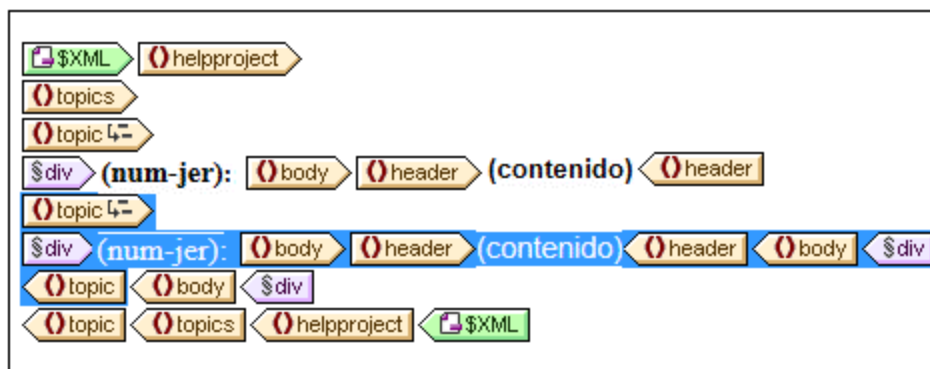 $XML ()helpproject
()topics
()topic
§div (num-jer): ()body ()header (contenido) ()header
()topic
§div (num-jer): ()body ()header (contenido) ()header ()body §div
()topic ()body §div
()topic ()topics ()helpproject $XML